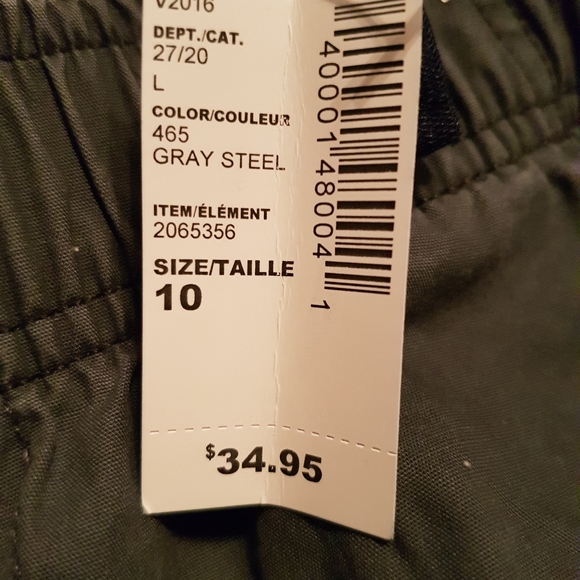 V2016
DEPT./CAT.
27/20
L
COLOR/COULEUR
465
GRAY STEEL
ITEM/ÉLÉMENT
2065356
SIZE/TAILLE
10
$34.95
400014800041